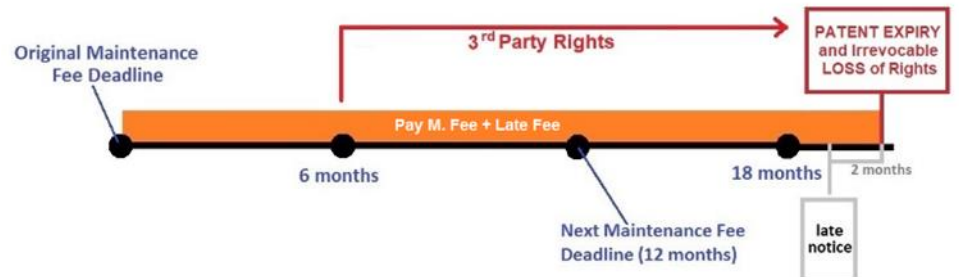 Original Maintenance
Fee Deadline
3rd Party Rights
PATENT EXPIRY
and Irrevocable
LOSS of Rights
Pay M. Fee + Late Fee
6 months
18 months
2 months
Next Maintenance Fee
Deadline (12 months)
late
notice